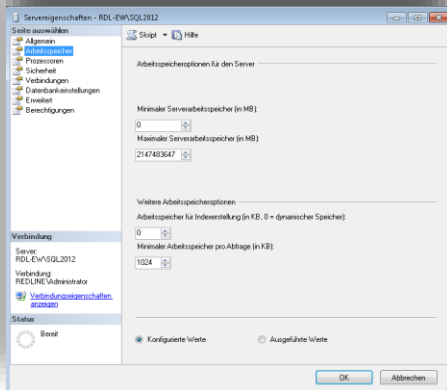 Servereigenschaften - RDL-EW\SQL2012
Seite auswählen
Allgemein
Arbeitsspeicher
Prozessoren
Sicherheit
Verbindungen
Datenbankeinstellungen
Erweitert
Berechtigungen
Skript
Hilfe
Arbeitsspeicheroptionen für den Server
Minimaler Serverarbeitsspeicher (in MB):
0
Maximaler Serverarbeitsspeicher (in MB):
2147483647
Weitere Arbeitsspeicheroptionen
Arbeitsspeicher für Indexerstellung (in KB, 0 = dynamischer Speicher):
0
Minimaler Arbeitsspeicher pro Abfrage (in KB):
1024
Verbindung
Server:
RDL-EW\SQL2012
Verbindung:
REDLINE\Administrator
Verbindungseigenschaften
anzeigen
Status
Bereit
Konfigurierte Werte
Ausgeführte Werte
OK
Abbrechen